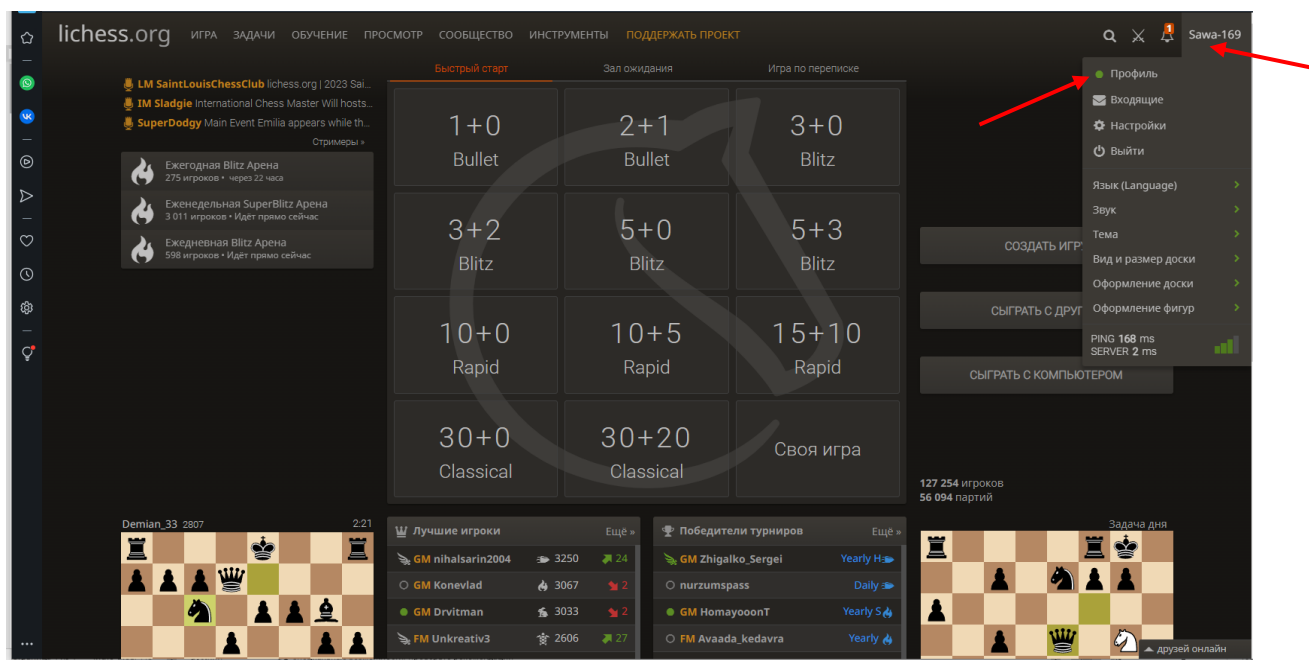 lichess.org ИГРА ЗАДАЧИ ОБУЧЕНИЕ ПРОСМОТР СООБЩЕСТВО ИНСТРУМЕНТЫ ПОДДЕРЖАТЬ ПРОЕКТ 1 Sawa-169
Быстрый старт Зал ожидания Игра по переписке
LM SaintLouisChessClub lichess.org | 2023 Sai...
IM Sladgie International Chess Master Will hosts...
SuperDodgy Main Event Emilia appears while th...
Стримеры »
Ежегодная Blitz Арена
275 игроков • через 22 часа
Еженедельная SuperBlitz Арена
3 011 игроков • Идёт прямо сейчас
Ежедневная Blitz Арена
598 игроков • Идёт прямо сейчас
1+0
Bullet
2+1
Bullet
3+0
Blitz
3+2
Blitz
5+0
Blitz
5+3
Blitz
10+0
Rapid
10+5
Rapid
15+10
Rapid
30+0
Classical
30+20
Classical
Своя игра
Профиль
Входящие
Настройки
Выйти
Язык (Language)
Звук
Тема
Вид и размер доски
Оформление доски
Оформление фигур
PING 168 ms
SERVER 2 ms
СОЗДАТЬ ИГР
СЫГРАТЬ С ДРУГ
СЫГРАТЬ С КОМПЬЮТЕРОМ
127 254 игроков
56 094 партий
Demian_33 2807 2:21
Лучшие игроки Ещё »
GM nihalsarin2004 3250 24
GM Konevlad 3067 2
GM Drvitman 3033 2
FM Unkreativ3 2606 27
Победители турниров Ещё »
GM Zhigalko_Sergei Yearly H
nurzumspass Daily
GM HomayooonT Yearly S
FM Avaada_kedavra Yearly
Задача дня
друзей онлайн